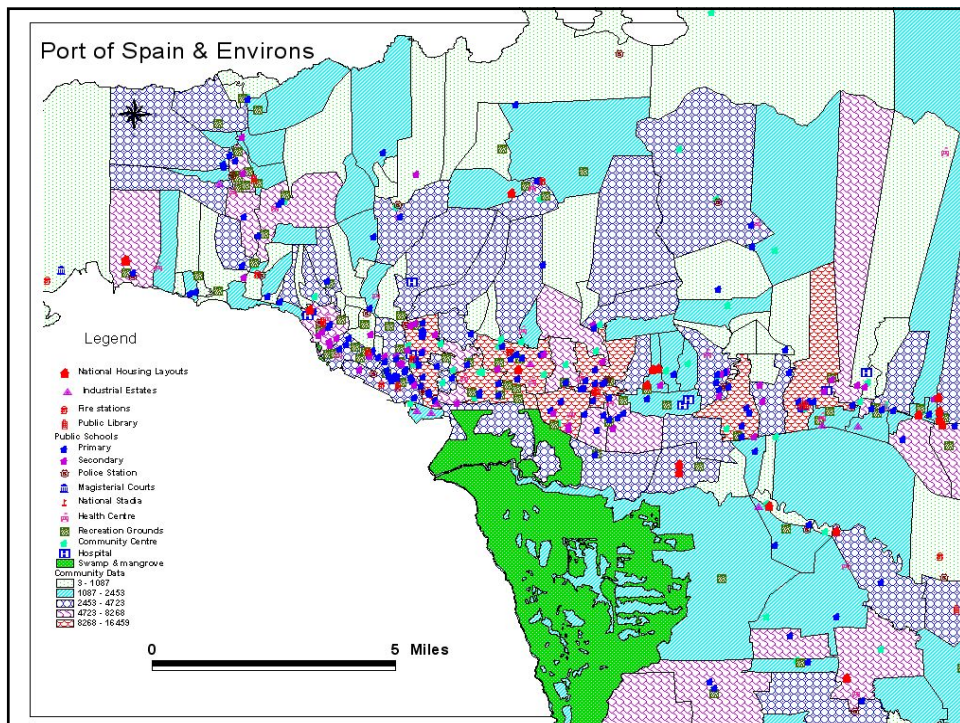 Port of Spain & Environs
Legend
National Housing Layouts
Industrial Estates
Fire stations
Public Library
Public Schools
Primary
Secondary
Police Station
Magisterial Courts
National Stadia
Health Centre
Recreation Grounds
Community Centre
H Hospital
Swamp & mangrove
Community Data
3 - 1087
1087 - 2453
2453 - 4723
4723 - 8268
8268 - 16459
0 5 Miles
H
H
H
H
H